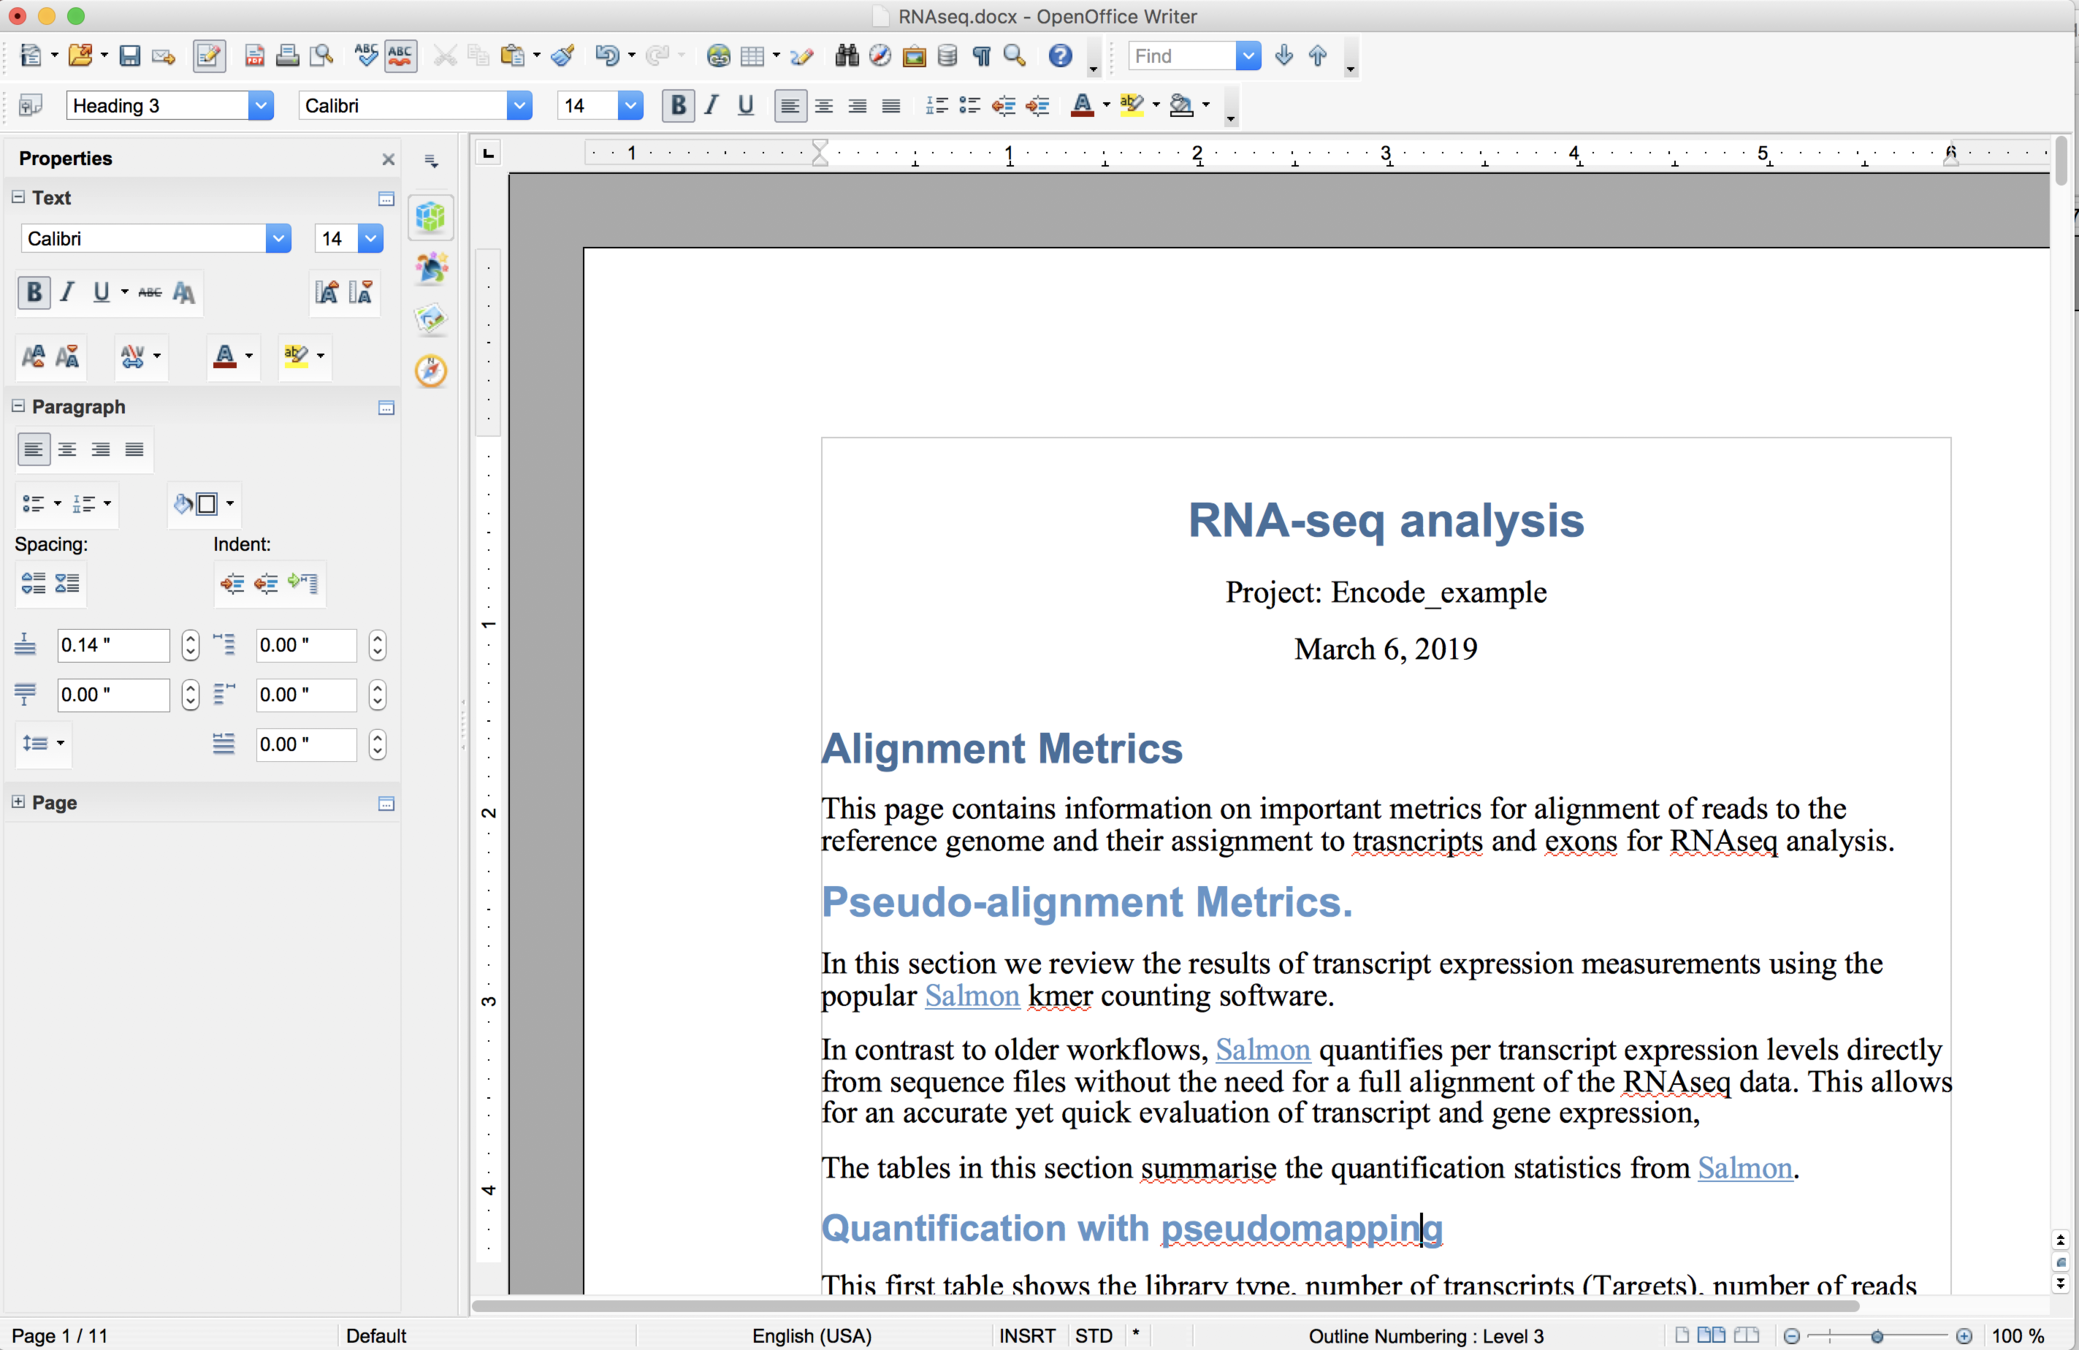 RNAseq.docx - OpenOffice Writer
Find
Heading 3
Calibri
14
Properties
1 1 2 3 4 5 6
Text
Calibri
14
Paragraph
Spacing:
Indent:
0.14 "
0.00 "
0.00 "
0.00 "
0.00 "
Page
1
2
3
4
RNA-seq analysis
Project: Encode_example
March 6, 2019
Alignment Metrics
This page contains information on important metrics for alignment of reads to the
reference genome and their assignment to trasncripts and exons for RNAseq analysis.
Pseudo-alignment Metrics.
In this section we review the results of transcript expression measurements using the
popular Salmon kmer counting software.
In contrast to older workflows, Salmon quantifies per transcript expression levels directly
from sequence files without the need for a full alignment of the RNAseq data. This allows
for an accurate yet quick evaluation of transcript and gene expression,
The tables in this section summarise the quantification statistics from Salmon.
Quantification with pseudomapping
This first table shows the library type, number of transcripts (Targets), number of reads
Page 1 / 11
Default
English (USA)
INSRT
STD
*
Outline Numbering : Level 3
100 %